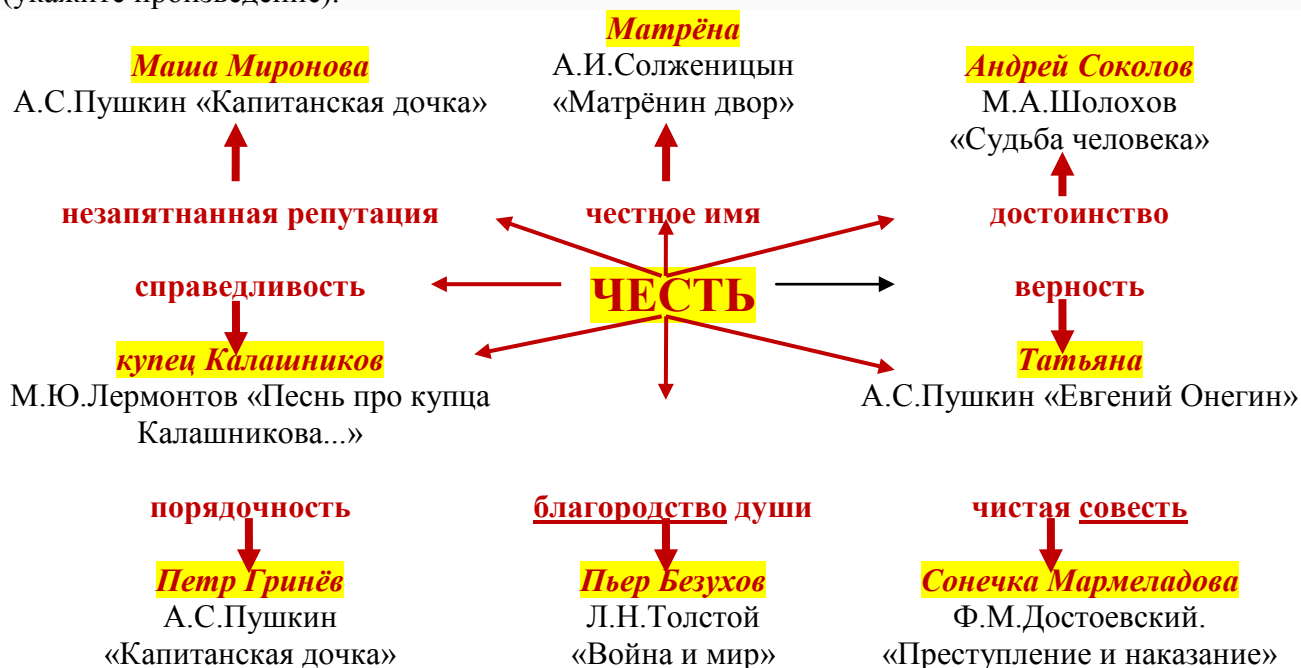 (укажите произведение).
Маша Миронова
А.С.Пушкин «Капитанская дочка»
Матрёна
А.И.Солженицын
«Матрёнин двор»
Андрей Соколов
М.А.Шолохов
«Судьба человека»
незапятнанная репутация
честное имя
достоинство
справедливость
ЧЕСТЬ
верность
купец Калашников
М.Ю.Лермонтов «Песнь про купца
Калашникова...»
Татьяна
А.С.Пушкин «Евгений Онегин»
порядочность
благородство души
чистая совесть
Петр Гринёв
А.С.Пушкин
«Капитанская дочка»
Пьер Безухов
Л.Н.Толстой
«Война и мир»
Сонечка Мармеладова
Ф.М.Достоевский.
«Преступление и наказание»